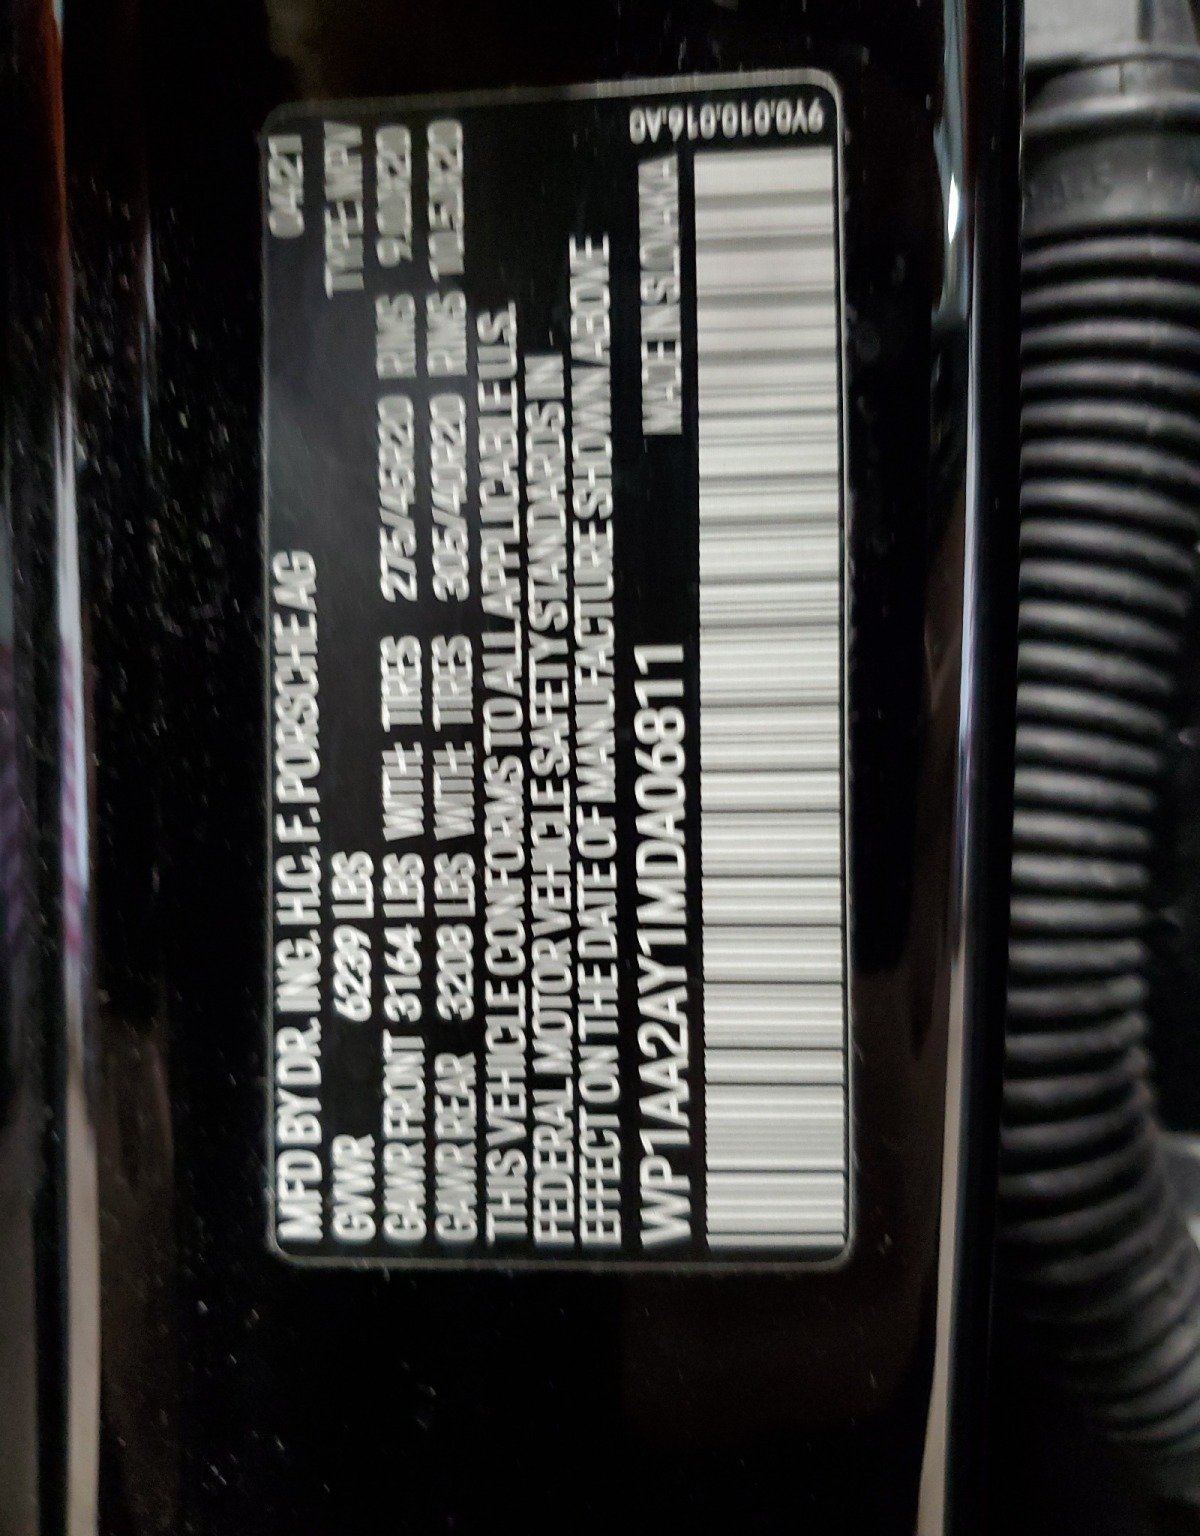 MFD BY DR. ING. H.C. F. PORSCHE AG 04/21
GVWR 6239 LBS TYPE: MPV
GAWR FRONT 3164 LBS WITH: TIRES 275/45R20 RIMS 9.0JX20
GAWR REAR 3208 LBS WITH: TIRES 305/40R20 RIMS 10.5JX20
THIS VEHICLE CONFORMS TO ALL APPLICABLE U.S.
FEDERAL MOTOR VEHICLE SAFETY STANDARDS IN
EFFECT ON THE DATE OF MANUFACTURE SHOWN ABOVE
WP1AA2AY1MDA06811 MADE IN SLOVAKIA
9Y0.010.016.A0